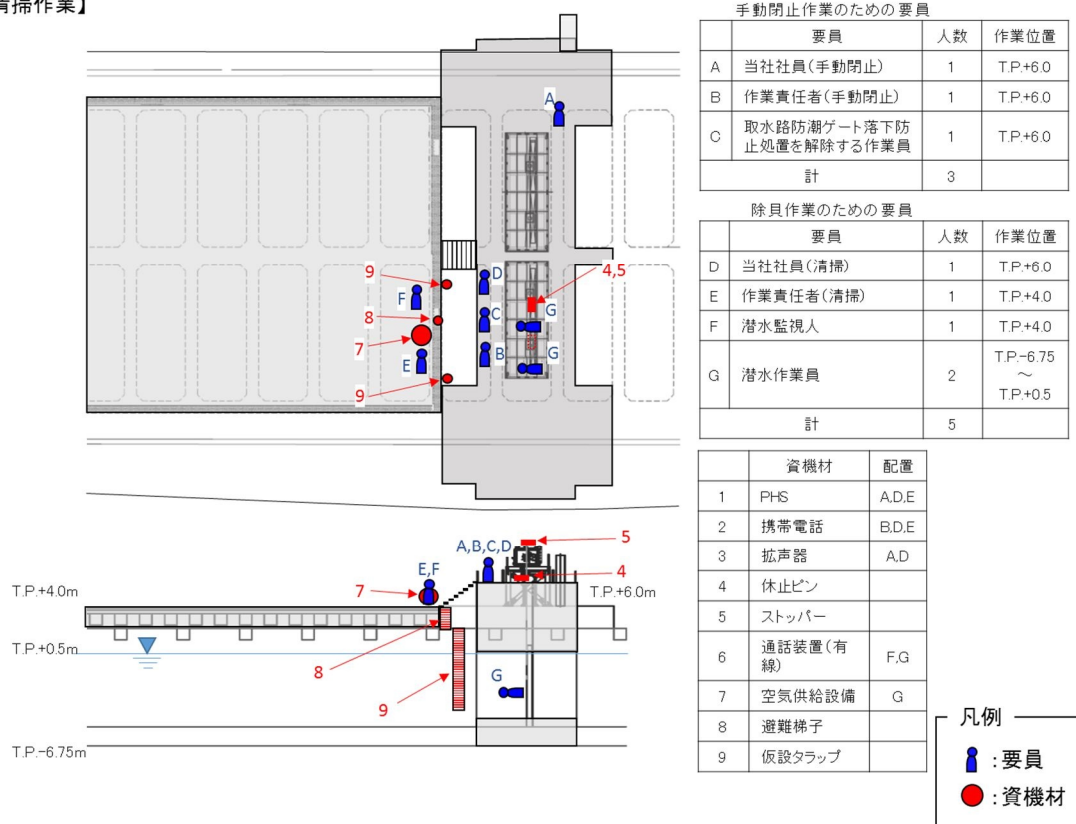 清掃作業】
手動閉止作業のための要員
要員 人数 作業位置
A 当社社員(手動閉止) 1 T.P.+6.0
B 作業責任者(手動閉止) 1 T.P.+6.0
C 取水路防潮ゲート落下防
止処置を解除する作業員 1 T.P.+6.0
計 3
除貝作業のための要員
要員 人数 作業位置
D 当社社員(清掃) 1 T.P.+6.0
E 作業責任者(清掃) 1 T.P.+4.0
F 潜水監視人 1 T.P.+4.0
G 潜水作業員 2 T.P.-6.75
～
T.P.+0.5
計 5
資機材 配置
1 PHS A,D,E
2 携帯電話 B,D,E
3 拡声器 A,D
4 休止ピン
5 ストッパー
6 通話装置(有
線) F,G
7 空気供給設備 G
8 避難梯子
9 仮設タラップ
A
9
D
4,5
F
8
C
G
7
E
B
G
9
A,B,C,D
5
E,F
4
T.P.+4.0m
7
T.P.+6.0m
T.P.+0.5m
8
G
9
T.P.-6.75m
凡例
:要員
:資機材